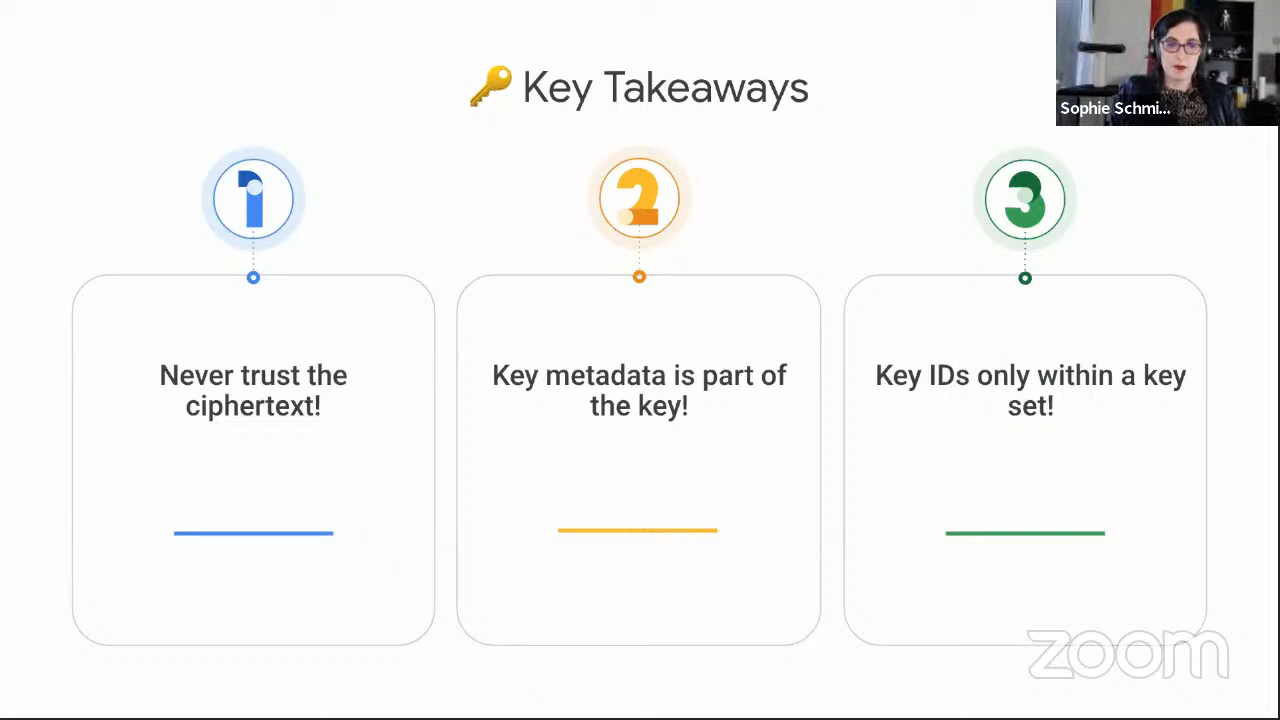 🔑 Key Takeaways
Sophie Schmi...
1
2
3
Never trust the
ciphertext!
Key metadata is part of
the key!
Key IDs only within a key
set!
zoom